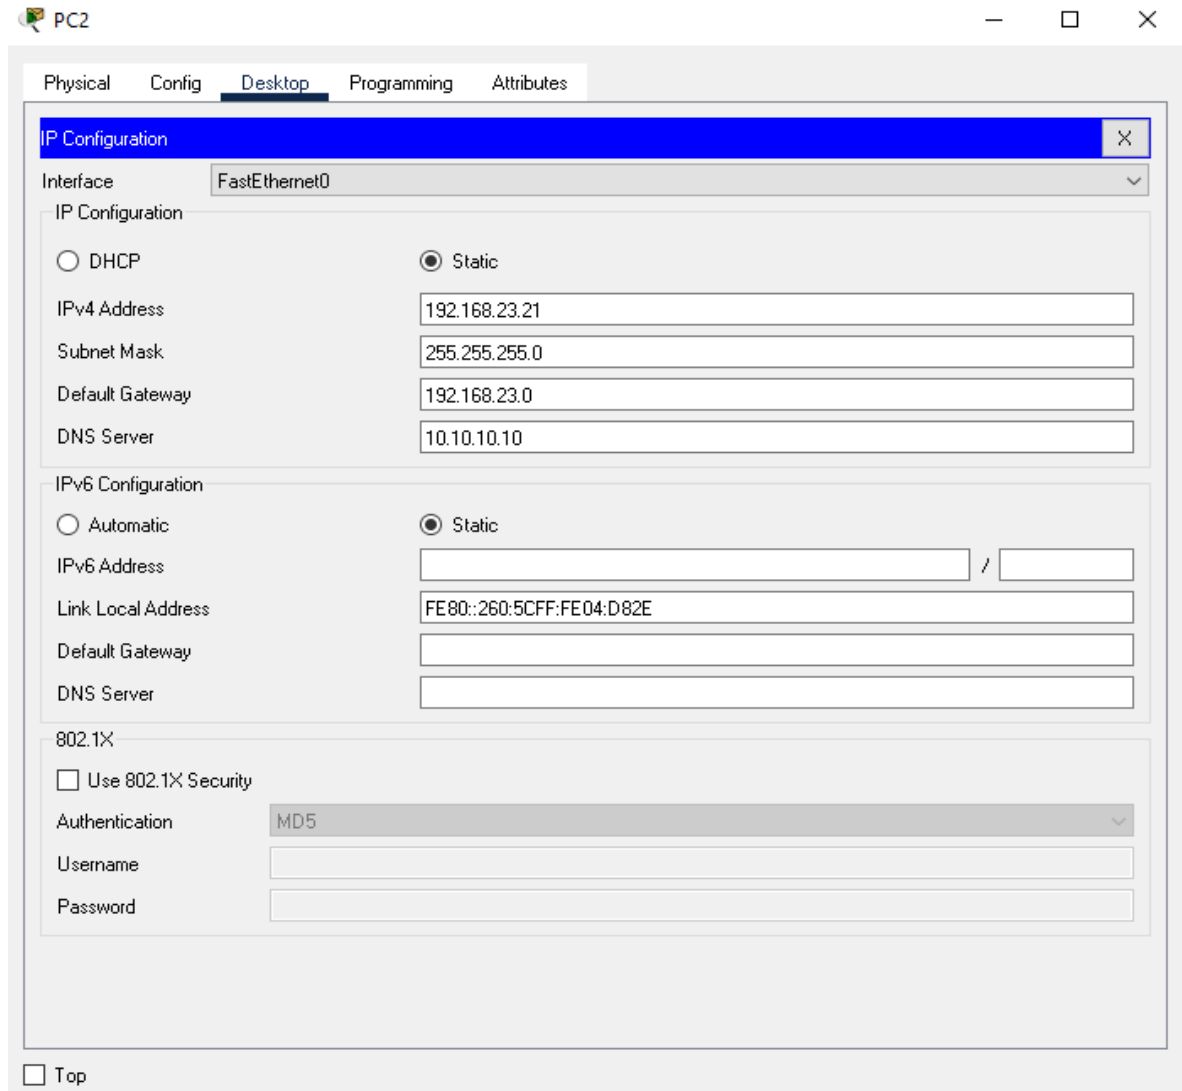 PC2
Physical Config Desktop Programming Attributes
IP Configuration X
Interface FastEthernet0
IP Configuration
DHCP Static
IPv4 Address 192.168.23.21
Subnet Mask 255.255.255.0
Default Gateway 192.168.23.0
DNS Server 10.10.10.10
IPv6 Configuration
Automatic Static
IPv6 Address /
Link Local Address FE80::260:5CFF:FE04:D82E
Default Gateway
DNS Server
802.1X
Use 802.1X Security
Authentication MD5
Username
Password
Top